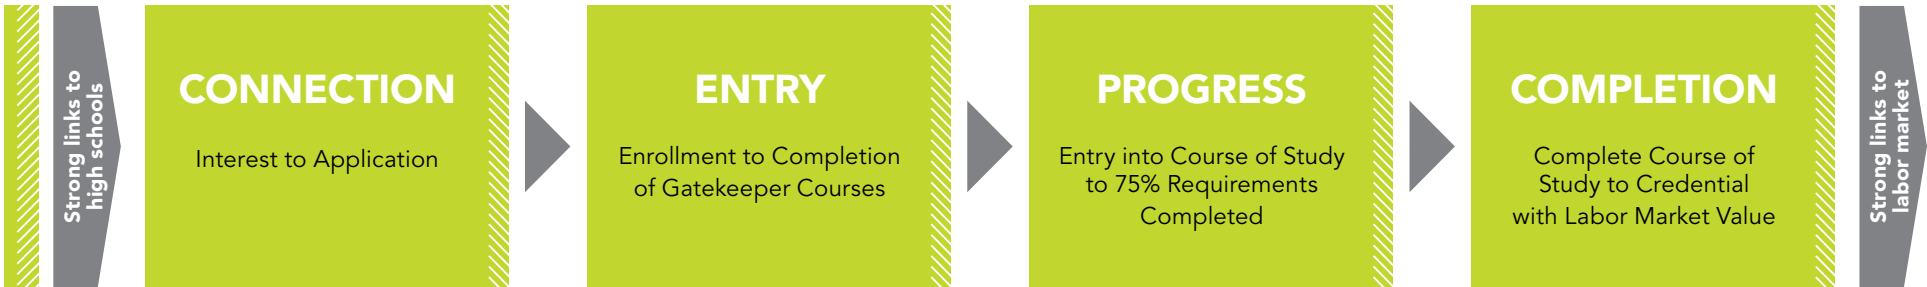 Strong links to
high schools
CONNECTION
Interest to Application
ENTRY
Enrollment to Completion
of Gatekeeper Courses
PROGRESS
Entry into Course of Study
to 75% Requirements
Completed
COMPLETION
Complete Course of
Study to Credential
with Labor Market Value
Strong links to
labor market